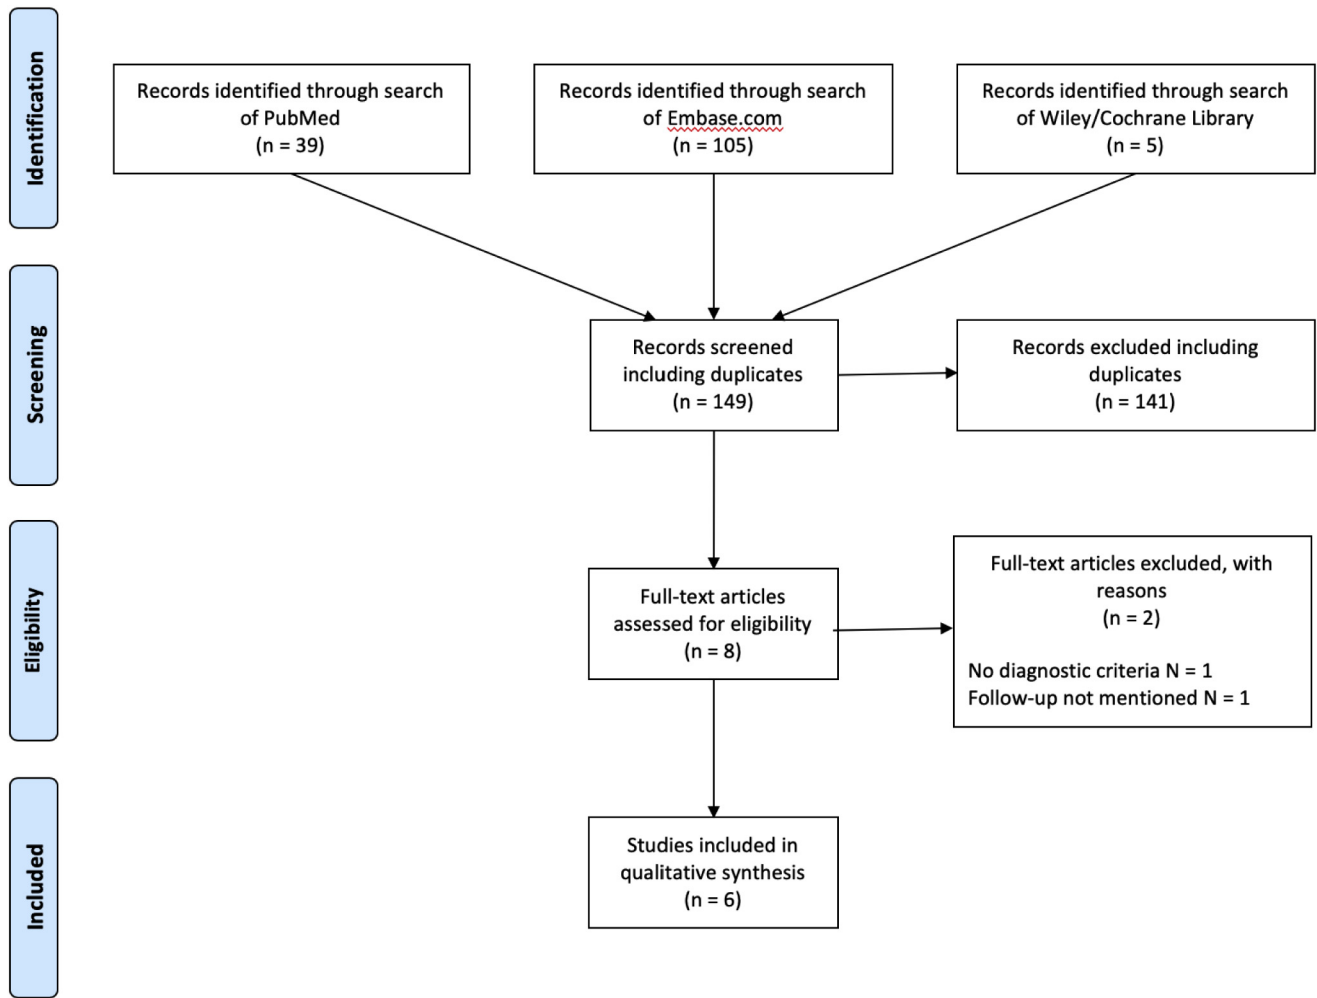 Identification
Records identified through search
of PubMed
(n = 39)
Records identified through search
of Embase.com
(n = 105)
Records identified through search
of Wiley/Cochrane Library
(n = 5)
Screening
Records screened
including duplicates
(n = 149)
Records excluded including
duplicates
(n = 141)
Eligibility
Full-text articles
assessed for eligibility
(n = 8)
Full-text articles excluded, with
reasons
(n = 2)
No diagnostic criteria N = 1
Follow-up not mentioned N = 1
Included
Studies included in
qualitative synthesis
(n = 6)